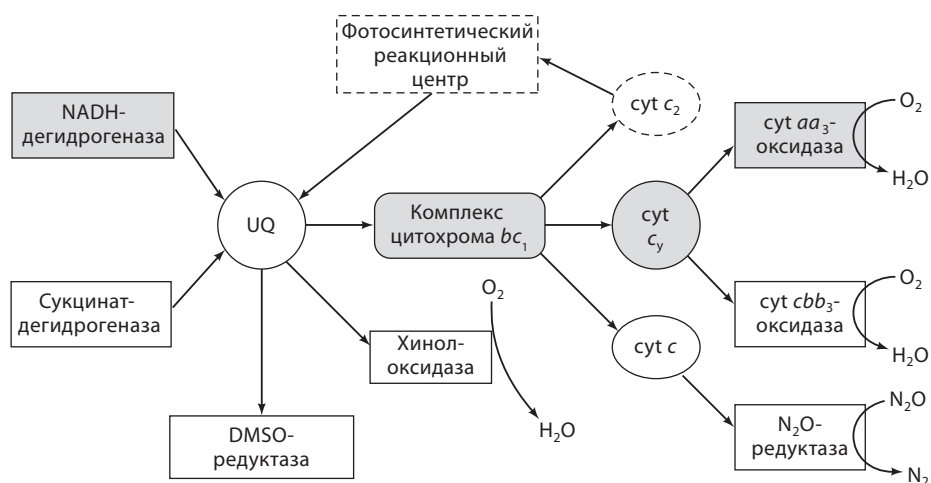 Фотосинтетический
реакционный
центр
NADH-
дегидрогеназа
cyt c₂
cyt aa₃-
оксидаза
O₂
H₂O
UQ
Комплекс
цитохрома bc₁
cyt
c_y
Сукцинат-
дегидрогеназа
O₂
H₂O
Хинол-
оксидаза
cyt c
cyt cbb₃-
оксидаза
O₂
H₂O
DMSO-
редуктаза
N₂O-
редуктаза
N₂O
N₂